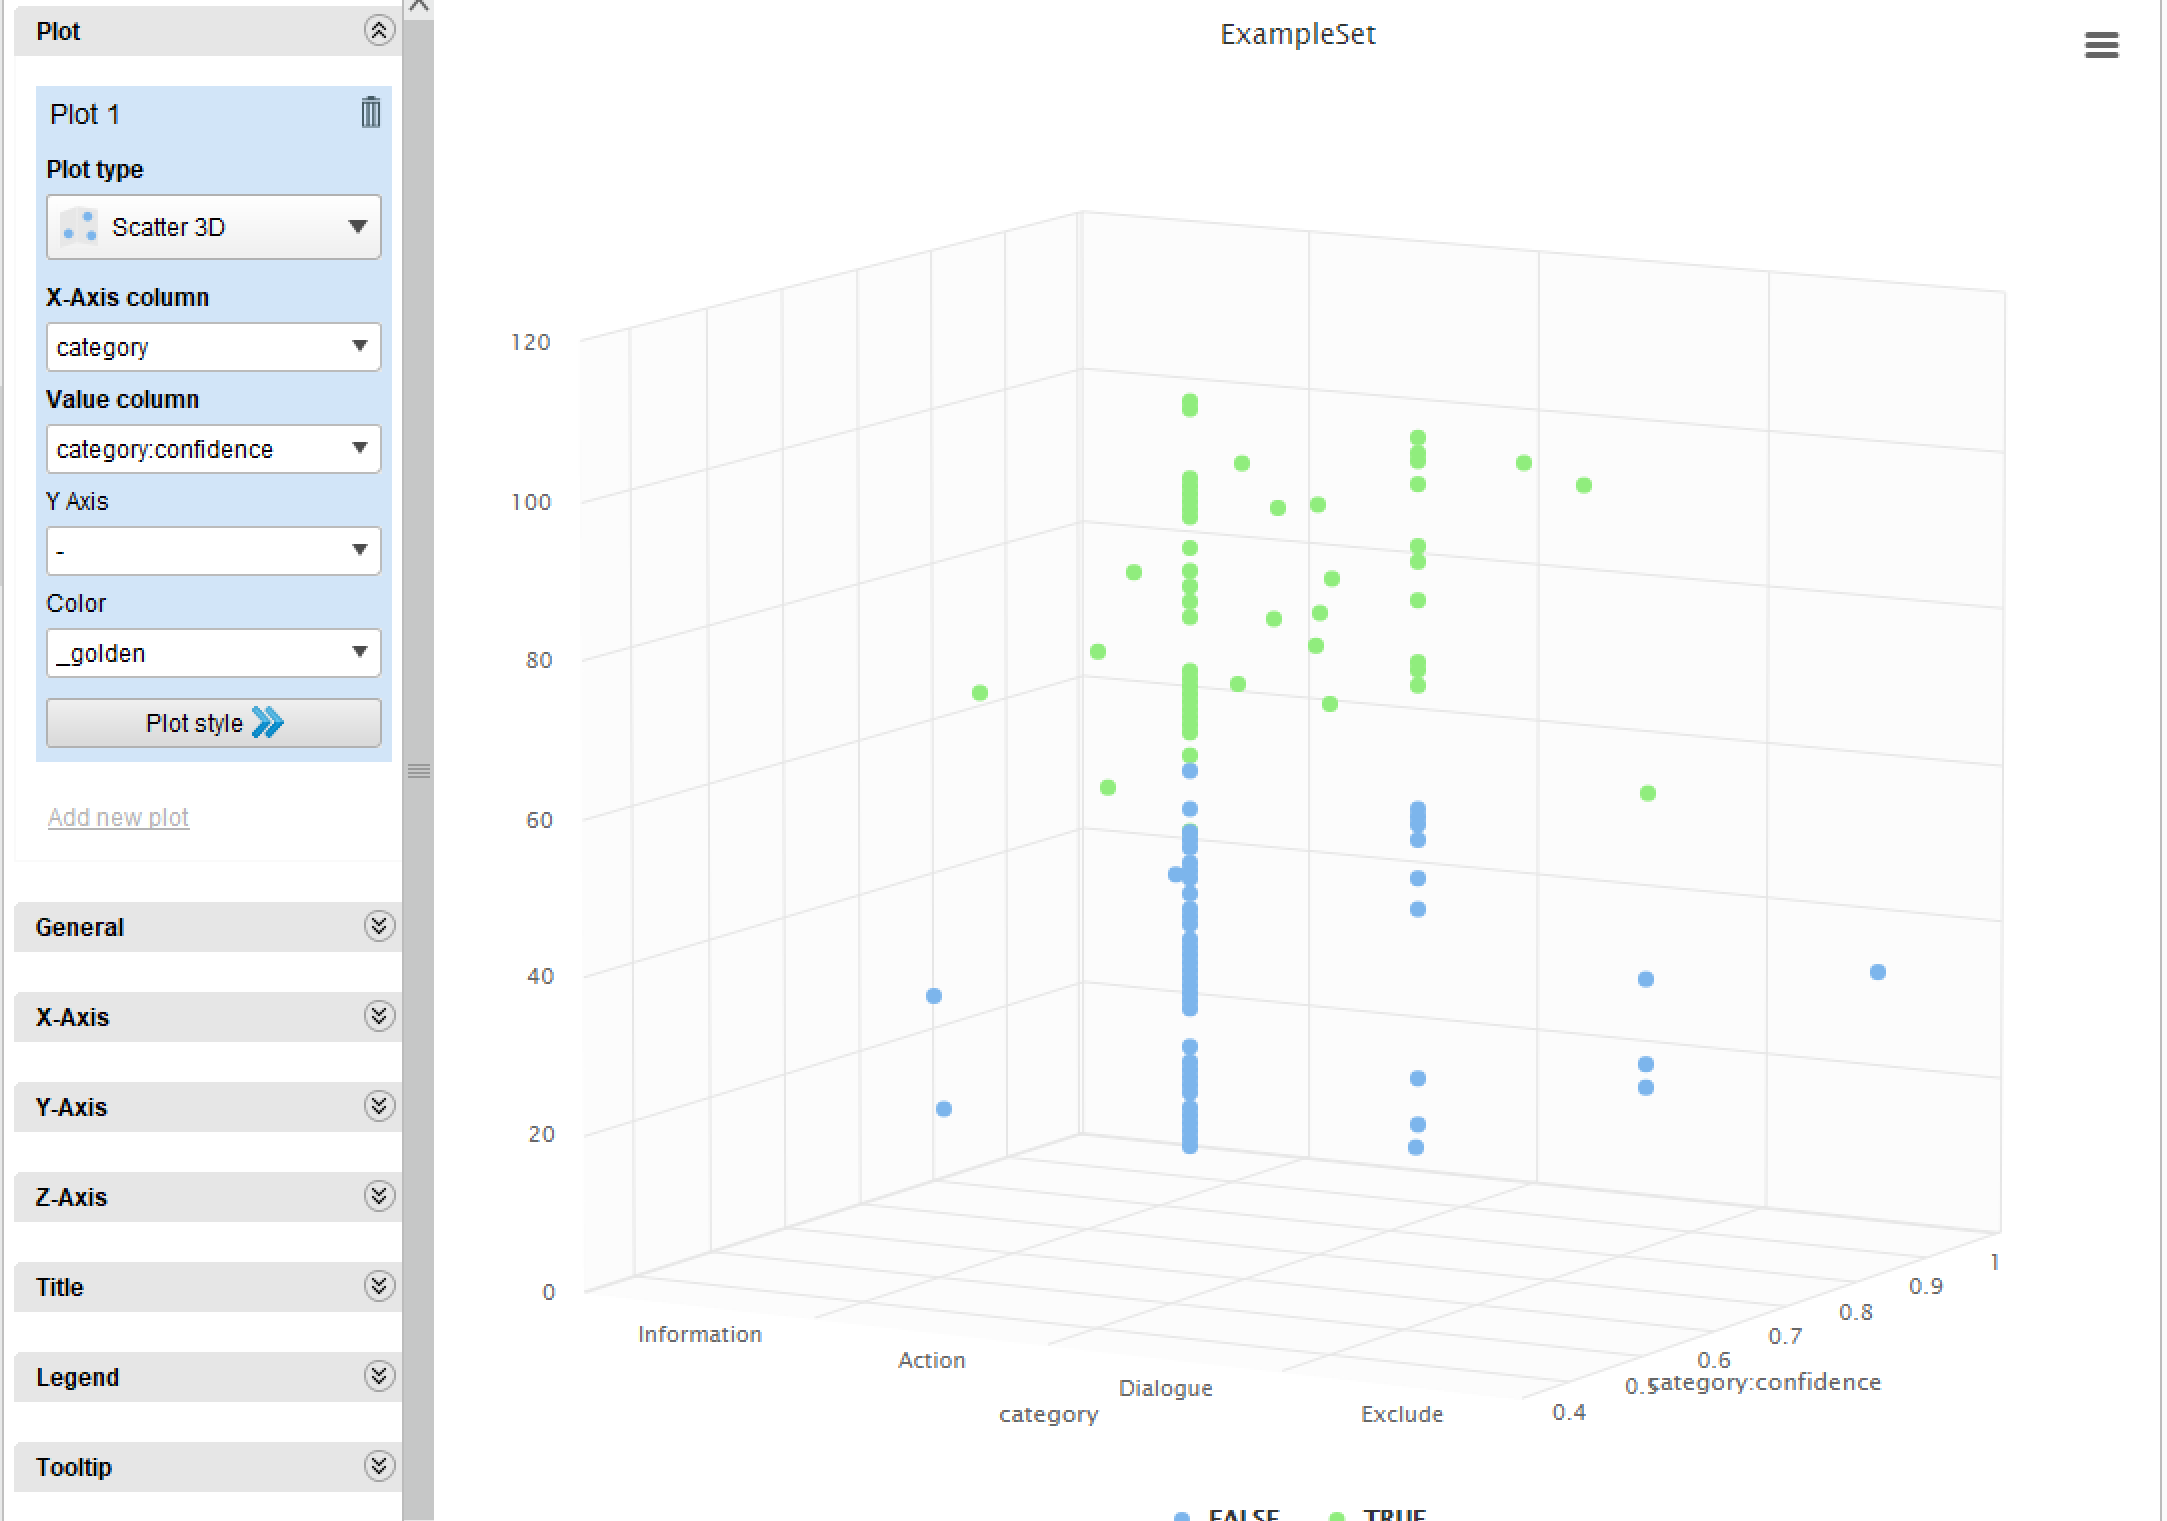 Plot
Plot 1
Plot type
Scatter 3D
X-Axis column
category
Value column
category:confidence
Y Axis
-
Color
_golden
Plot style
Add new plot
General
X-Axis
Y-Axis
Z-Axis
Title
Legend
Tooltip
ExampleSet
120
100
80
60
40
20
0
Information
Action
Dialogue
Exclude
category
0.4
0.5
0.6
0.7
0.8
0.9
1
category:confidence
FALSE
TRUE